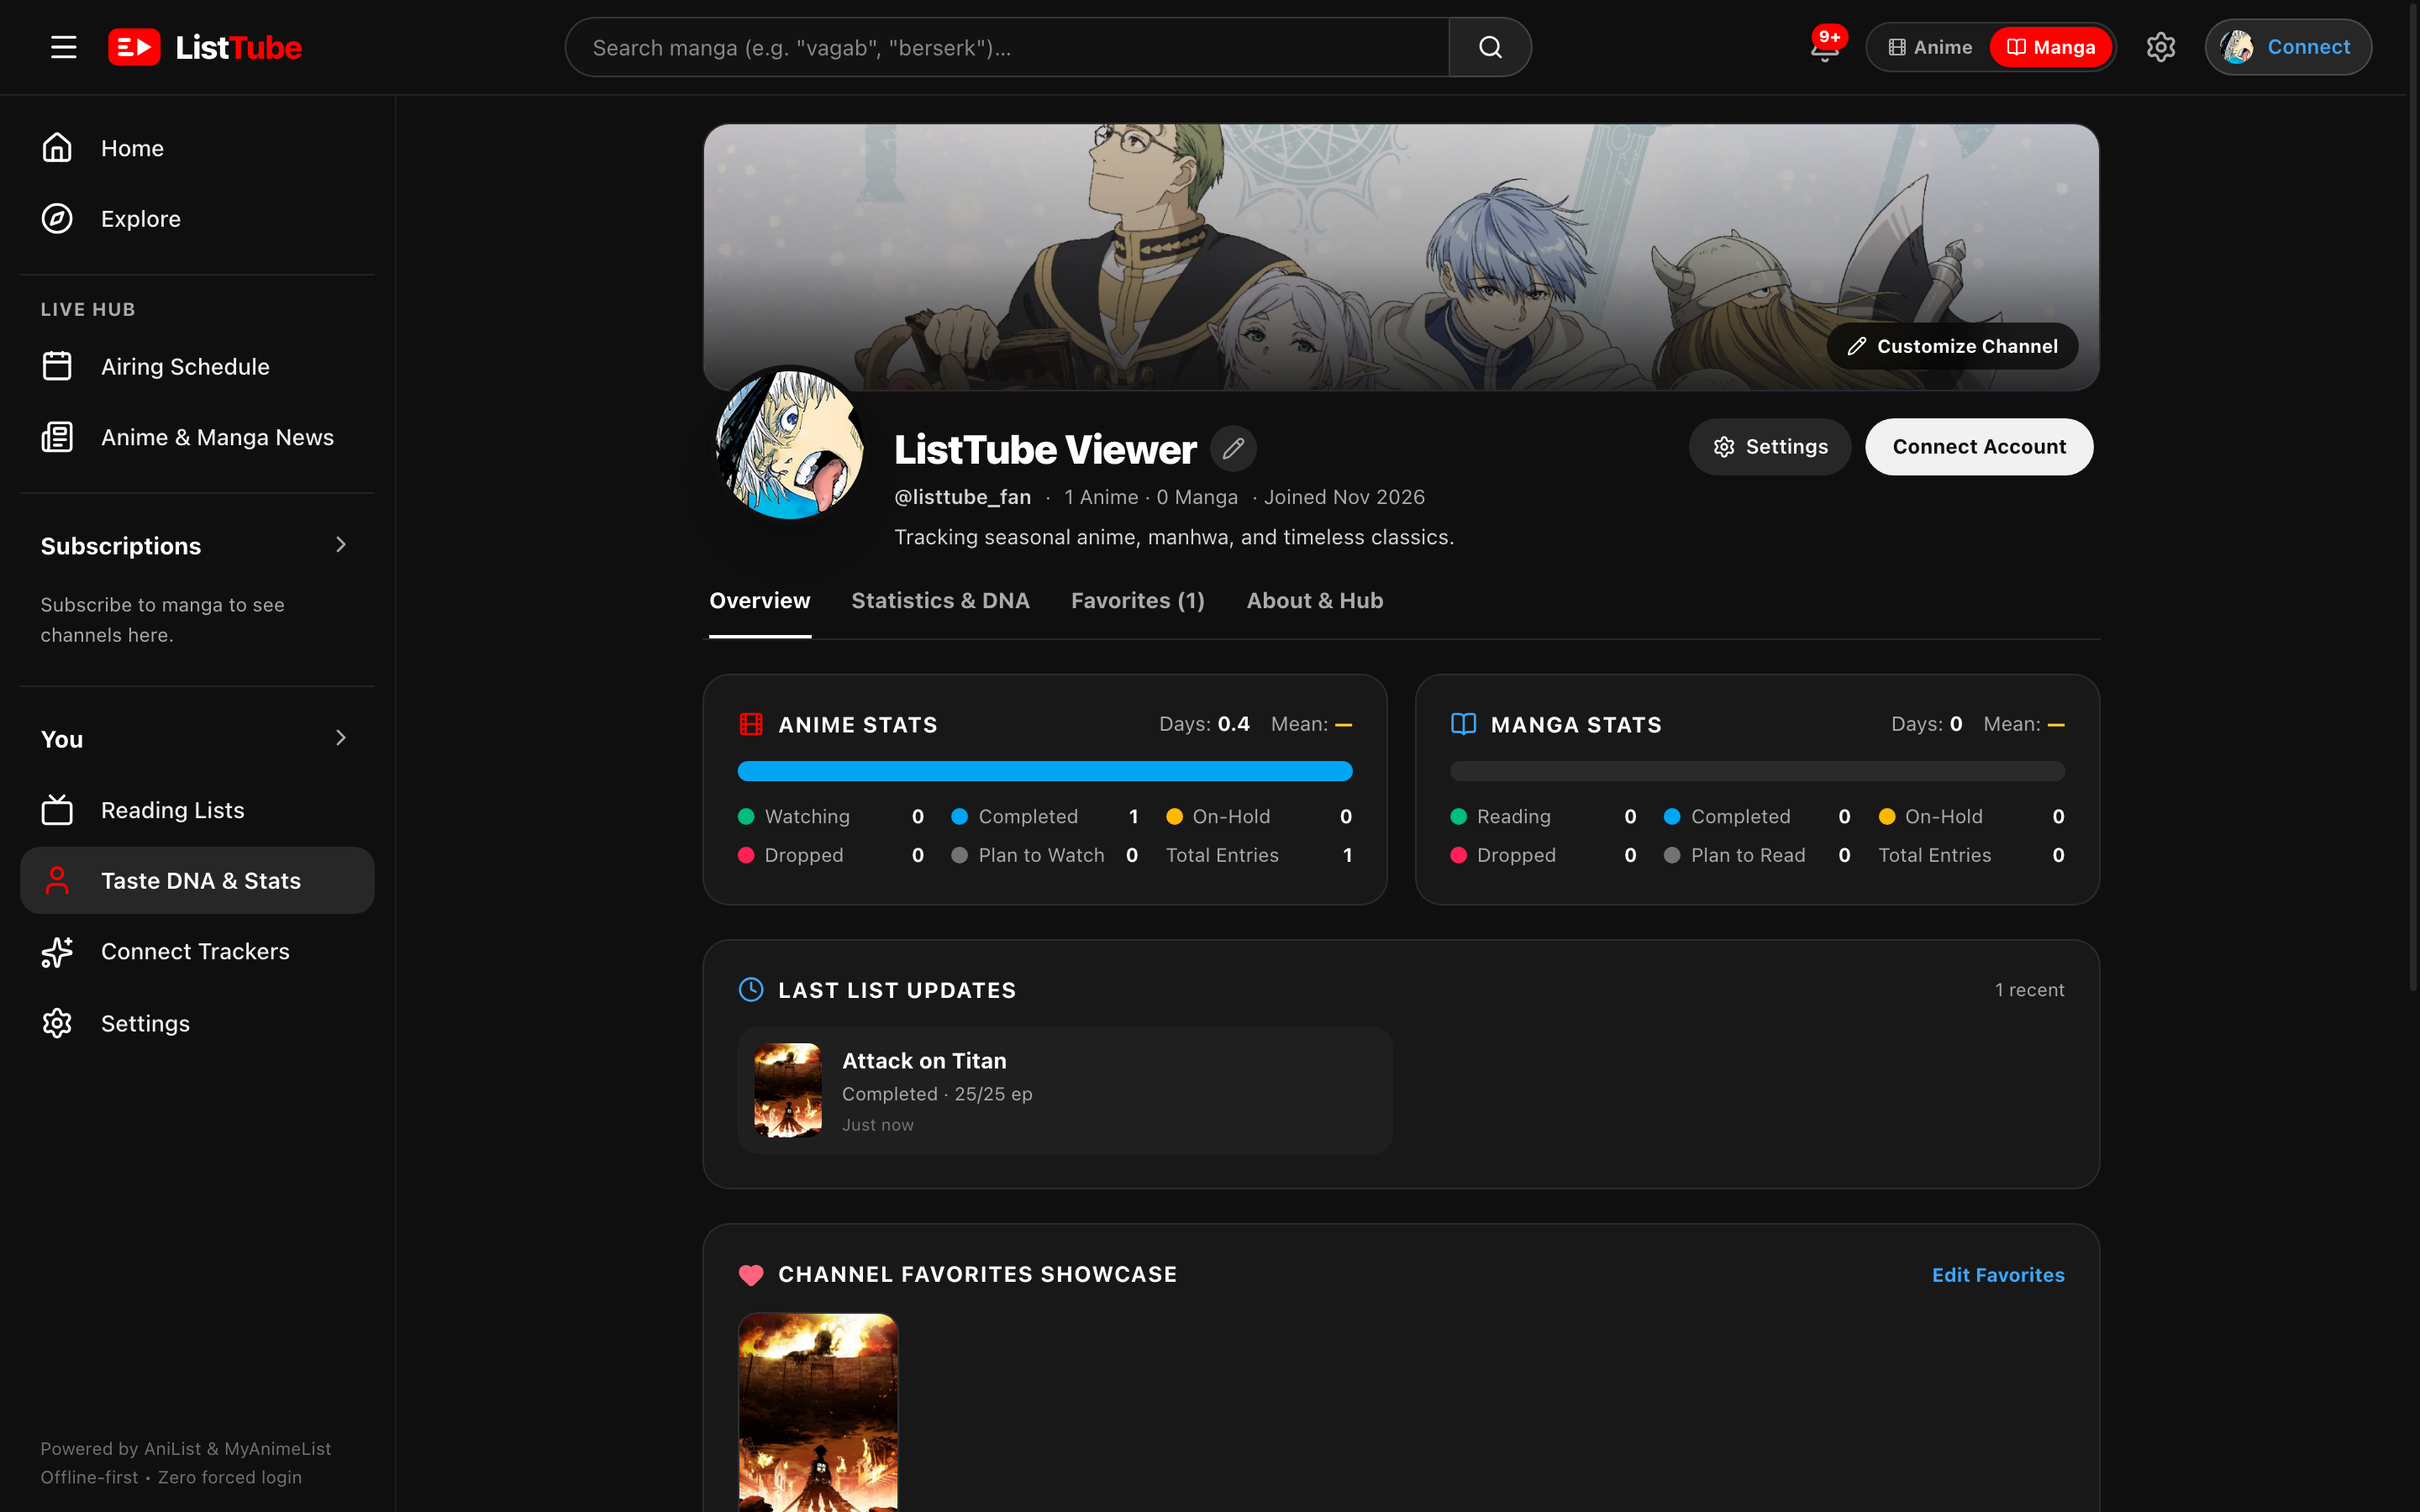 ListTube
Search manga (e.g. "vagab", "berserk")...
9+
Anime
Manga
Connect
Home
Explore
LIVE HUB
Airing Schedule
Anime & Manga News
Subscriptions
Subscribe to manga to see
channels here.
You
Reading Lists
Taste DNA & Stats
Connect Trackers
Settings
Powered by AniList & MyAnimeList
Offline-first • Zero forced login
Customize Channel
ListTube Viewer
@listtube_fan · 1 Anime · 0 Manga · Joined Nov 2026
Tracking seasonal anime, manhwa, and timeless classics.
Settings
Connect Account
Overview
Statistics & DNA
Favorites (1)
About & Hub
ANIME STATS
Days: 0.4 Mean: —
Watching 0 Completed 1 On-Hold 0
Dropped 0 Plan to Watch 0 Total Entries 1
MANGA STATS
Days: 0 Mean: —
Reading 0 Completed 0 On-Hold 0
Dropped 0 Plan to Read 0 Total Entries 0
LAST LIST UPDATES
1 recent
Attack on Titan
Completed · 25/25 ep
Just now
CHANNEL FAVORITES SHOWCASE
Edit Favorites